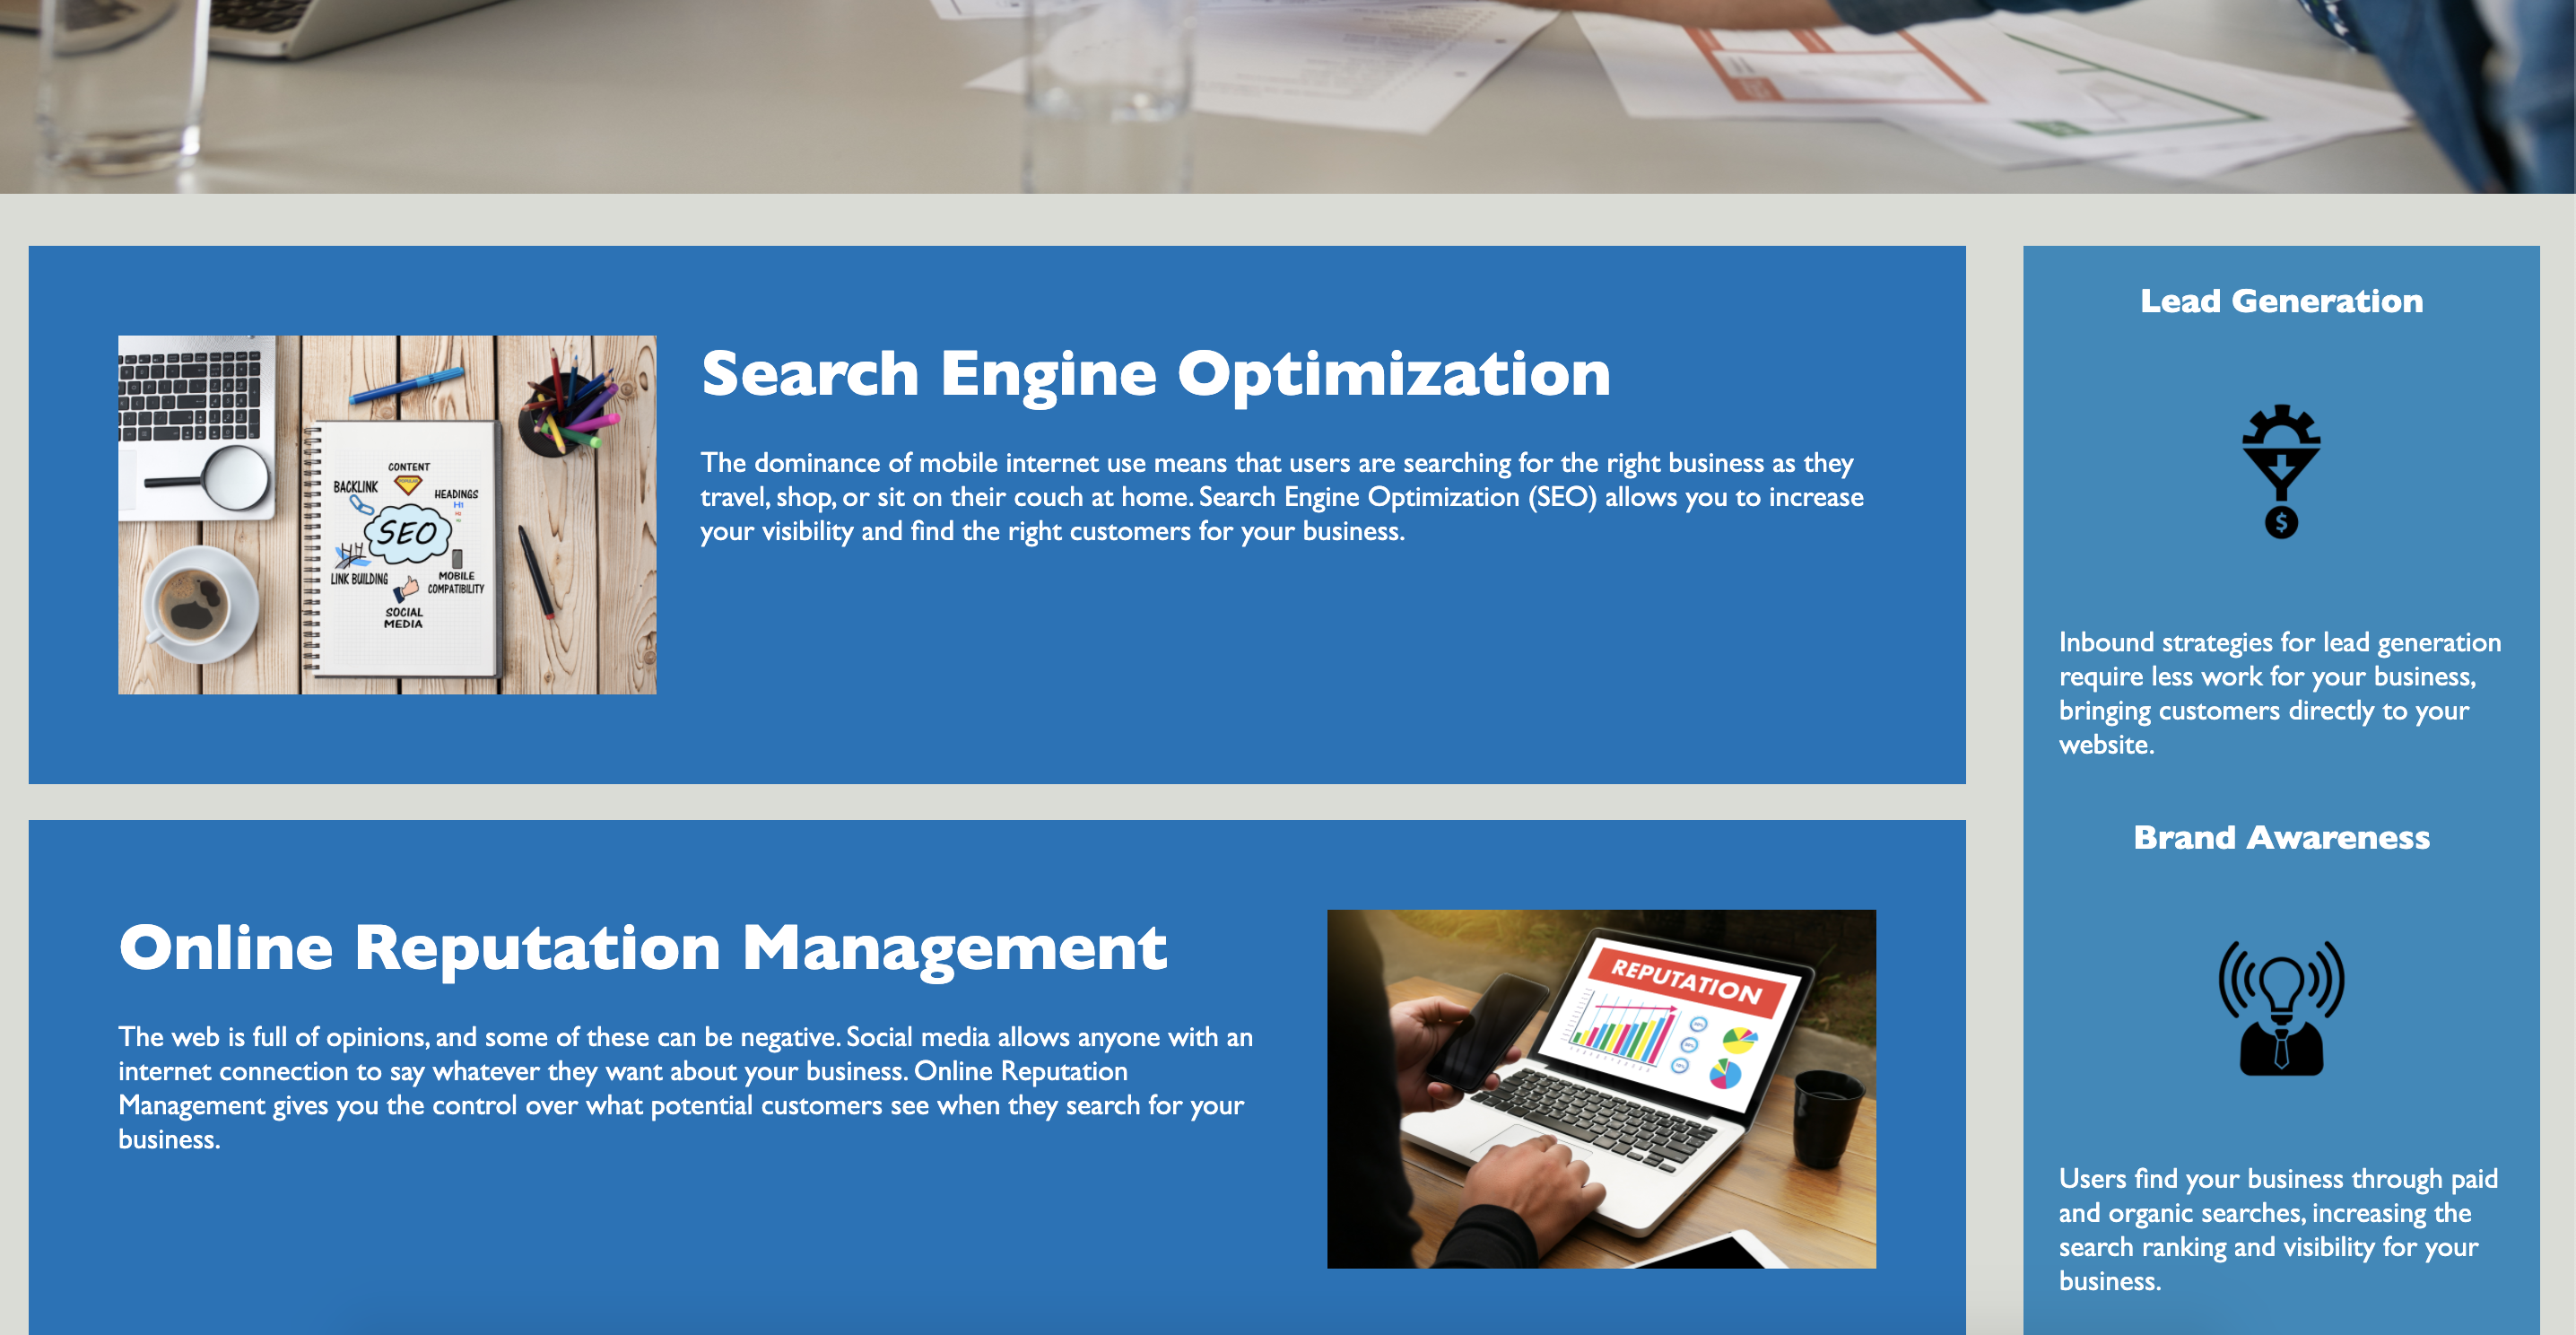 Search Engine Optimization
The dominance of mobile internet use means that users are searching for the right business as they
travel, shop, or sit on their couch at home. Search Engine Optimization (SEO) allows you to increase
your visibility and find the right customers for your business.
CONTENT
BACKLINK
HEADINGS
H1
SEO
LINK BUILDING
MOBILE
COMPATIBILITY
SOCIAL
MEDIA
Online Reputation Management
The web is full of opinions, and some of these can be negative. Social media allows anyone with an
internet connection to say whatever they want about your business. Online Reputation
Management gives you the control over what potential customers see when they search for your
business.
REPUTATION
Lead Generation
$
Inbound strategies for lead generation
require less work for your business,
bringing customers directly to your
website.
Brand Awareness
Users find your business through paid
and organic searches, increasing the
search ranking and visibility for your
business.